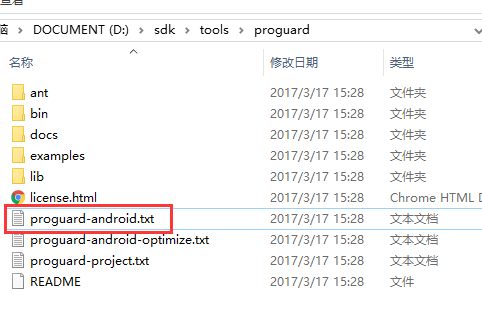 查看
脑 › DOCUMENT (D:) › sdk › tools › proguard
名称 修改日期 类型
ant 2017/3/17 15:28 文件夹
bin 2017/3/17 15:28 文件夹
docs 2017/3/17 15:28 文件夹
examples 2017/3/17 15:28 文件夹
lib 2017/3/17 15:28 文件夹
license.html 2017/3/17 15:28 Chrome HTML D
proguard-android.txt 2017/3/17 15:28 文本文档
proguard-android-optimize.txt 2017/3/17 15:28 文本文档
proguard-project.txt 2017/3/17 15:28 文本文档
README 2017/3/17 15:28 文件